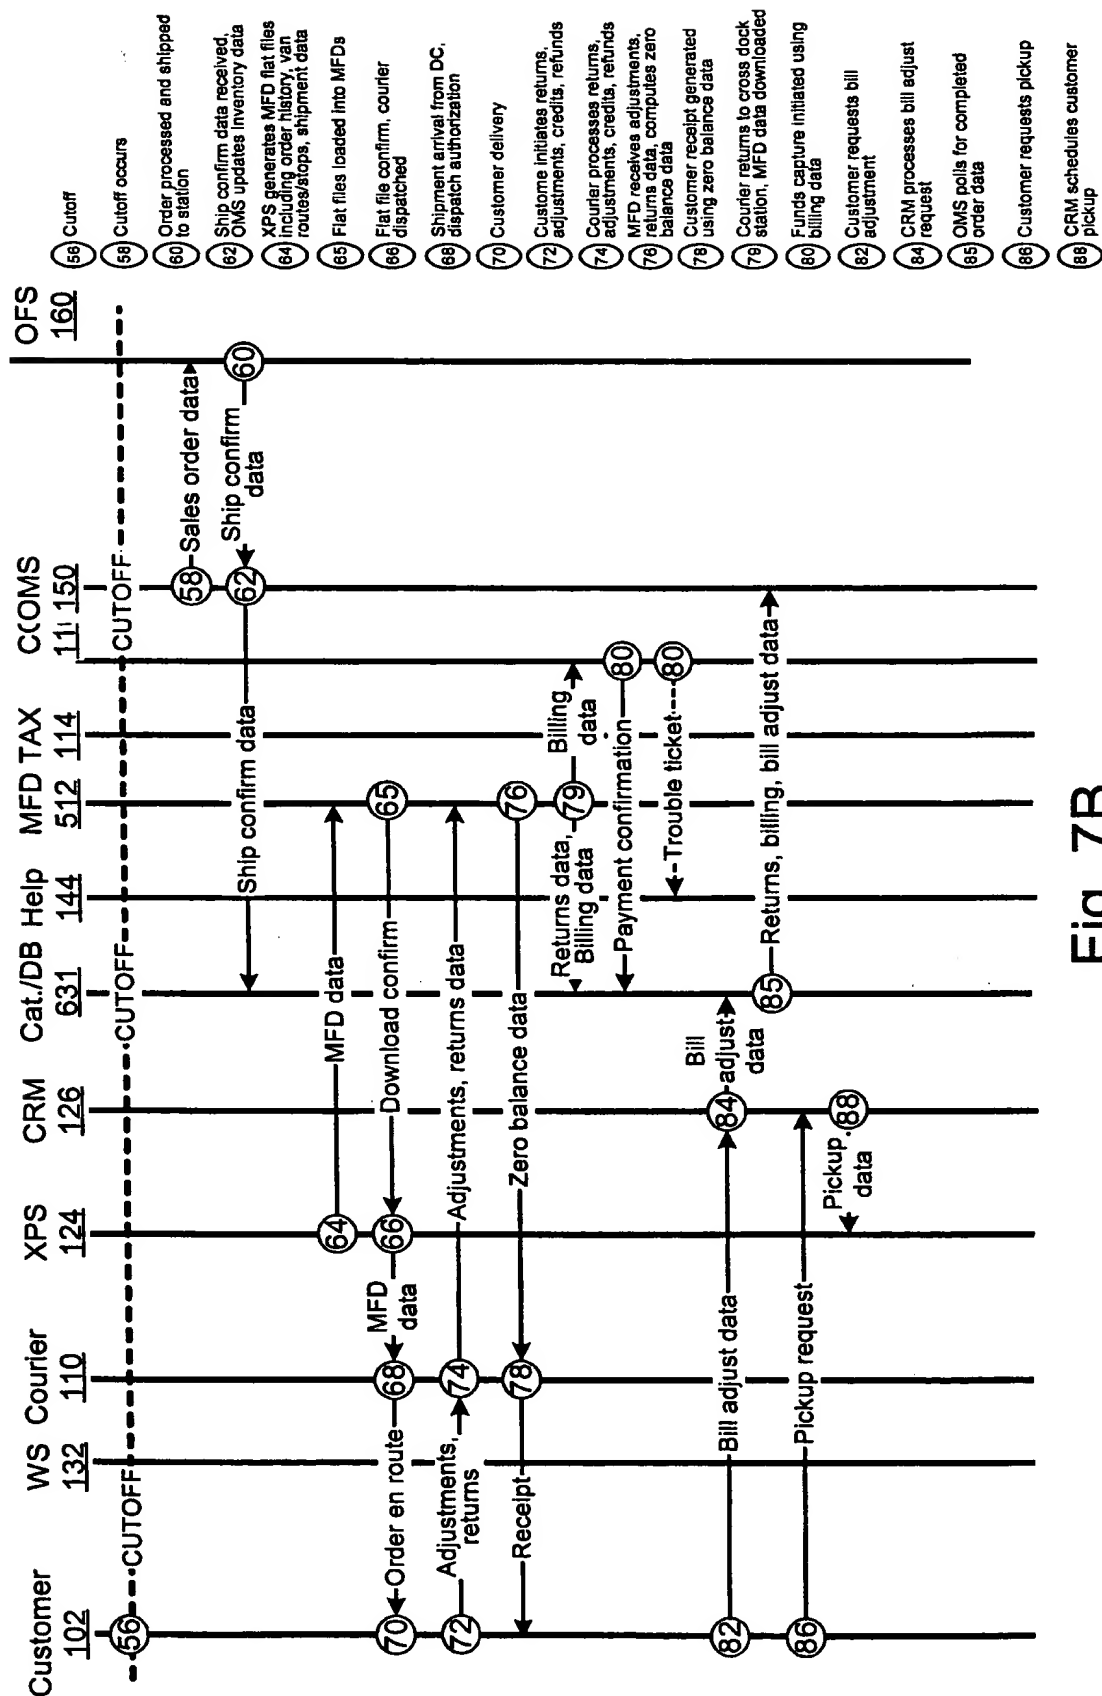 Customer
102
WS
132
Courier
110
XPS
124
CRM
126
Cat./DB
631
Help
144
MFD
512
TAX
114
C(OMS
11( 150
OFS
160
56
CUTOFF
CUTOFF
CUTOFF
58
Sales order data
60
Ship confirm
data
62
Ship confirm data
64
MFD data
65
Download confirm
66
MFD
data
68
Order en route
70
72
Adjustments,
returns
74
Adjustments, returns data
76
Zero balance data
78
Receipt
79
Returns data,
Billing data
Billing
data
80
Payment confirmation
80
Trouble ticket
82
Bill adjust data
84
Bill
adjust
data
85
Returns, billing, bill adjust data
86
Pickup request
88
Pickup
data
56 Cutoff
58 Cutoff occurs
60 Order processed and shipped
to station
62 Ship confirm data received,
OMS updates inventory data
64 XPS generates MFD flat files
including order history, van
routes/stops, shipment data
65 Flat files loaded into MFDs
66 Flat file confirm, courier
dispatched
68 Shipment arrival from DC,
dispatch authorization
70 Customer delivery
72 Custome initiates returns,
adjustments, credits, refunds
74 Courier processes returns,
adjustments, credits, refunds
76 MFD receives adjustments,
returns data, computes zero
balance data
78 Customer receipt generated
using zero balance data
79 Courier returns to cross dock
station, MFD data downloaded
80 Funds capture initiated using
billing data
82 Customer requests bill
adjustment
84 CRM processes bill adjust
request
85 OMS polls for completed
order data
86 Customer requests pickup
88 CRM schedules customer
pickup
Fig. 7B